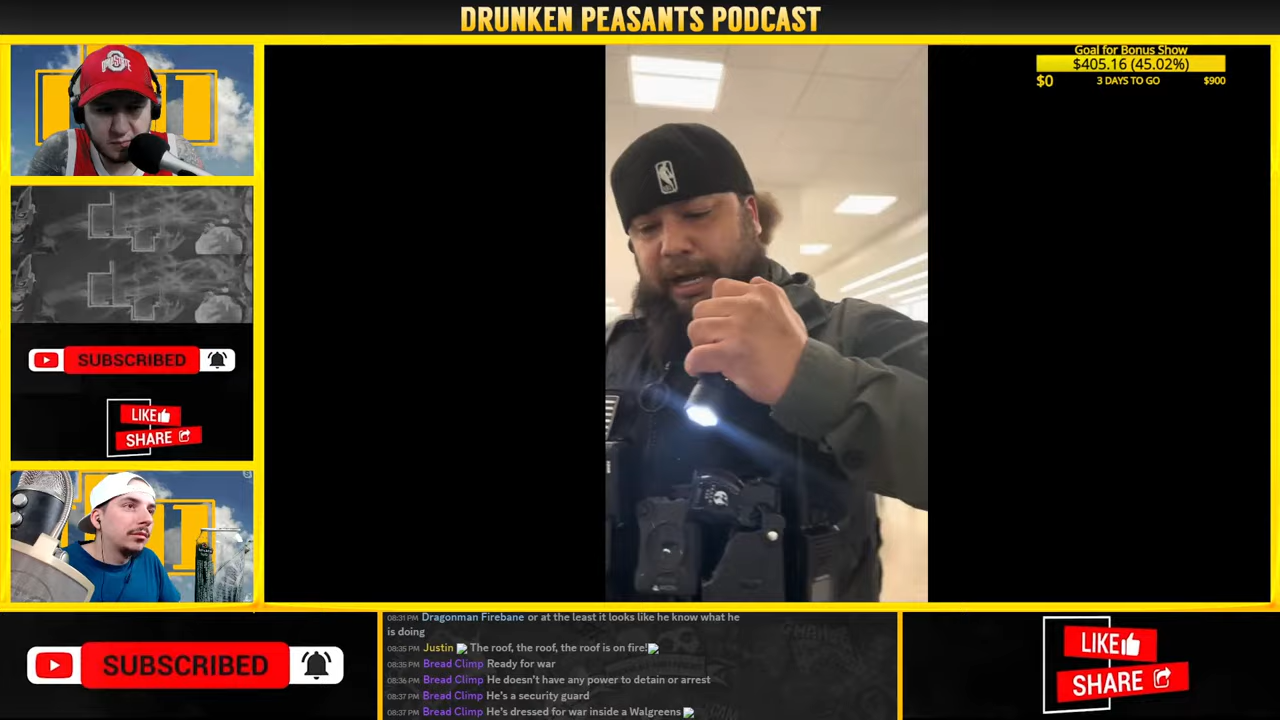 DRUNKEN PEASANTS PODCAST
Goal for Bonus Show
$405.16 (45.02%)
$0
3 DAYS TO GO
$900
SUBSCRIBED
LIKE
SHARE
08:31 PM Dragonman Firebane or at the least it looks like he know what he
is doing
08:35 PM Justin The roof, the roof, the roof is on fire!
08:35 PM Bread Climp Ready for war
08:36 PM Bread Climp He doesn't have any power to detain or arrest
08:37 PM Bread Climp He's a security guard
08:37 PM Bread Climp He's dressed for war inside a Walgreens
SUBSCRIBED
LIKE
SHARE